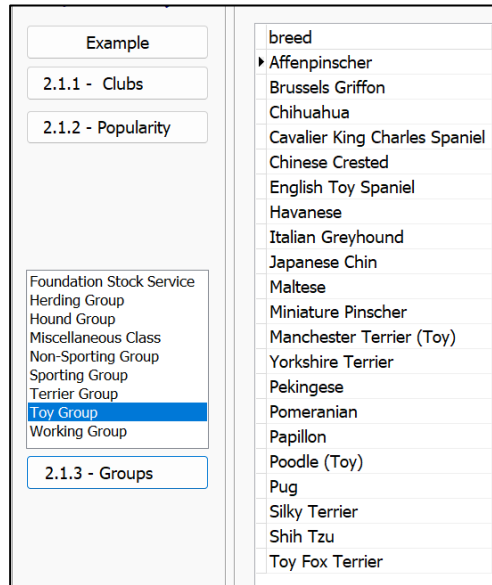 Example
2.1.1 - Clubs
2.1.2 - Popularity
Foundation Stock Service
Herding Group
Hound Group
Miscellaneous Class
Non-Sporting Group
Sporting Group
Terrier Group
Toy Group
Working Group
2.1.3 - Groups
breed
Affenpinscher
Brussels Griffon
Chihuahua
Cavalier King Charles Spaniel
Chinese Crested
English Toy Spaniel
Havanese
Italian Greyhound
Japanese Chin
Maltese
Miniature Pinscher
Manchester Terrier (Toy)
Yorkshire Terrier
Pekingese
Pomeranian
Papillon
Poodle (Toy)
Pug
Silky Terrier
Shih Tzu
Toy Fox Terrier